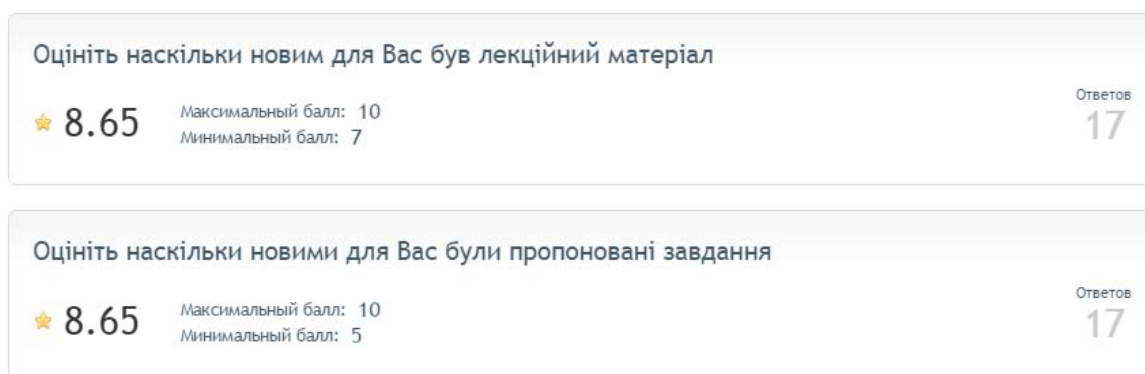 Оцініть наскільки новим для Вас був лекційний матеріал
8.65
Максимальный балл: 10
Минимальный балл: 7
Ответов
17
Оцініть наскільки новими для Вас були пропоновані завдання
8.65
Максимальный балл: 10
Минимальный балл: 5
Ответов
17